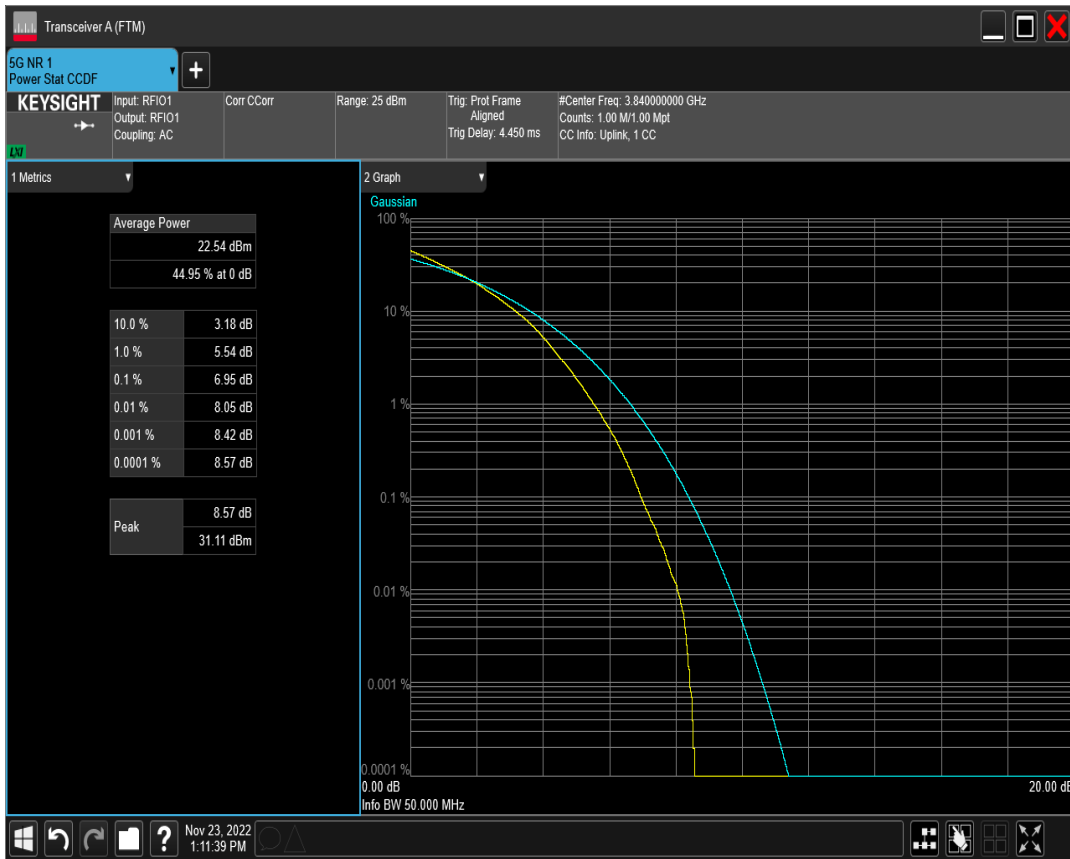 Transceiver A (FTM)
5G NR 1
Power Stat CCDF
+
KEYSIGHT
LXI
Input: RFIO1
Output: RFIO1
Coupling: AC
Corr CCorr
Range: 25 dBm
Trig: Prot Frame
Aligned
Trig Delay: 4.450 ms
#Center Freq: 3.840000000 GHz
Counts: 1.00 M/1.00 Mpt
CC Info: Uplink, 1 CC
1 Metrics
Average Power
22.54 dBm
44.95 % at 0 dB
10.0 % 3.18 dB
1.0 % 5.54 dB
0.1 % 6.95 dB
0.01 % 8.05 dB
0.001 % 8.42 dB
0.0001 % 8.57 dB
Peak
8.57 dB
31.11 dBm
2 Graph
Gaussian
100 %
10 %
1 %
0.1 %
0.01 %
0.001 %
0.0001 %
0.00 dB
20.00 dB
Info BW 50.000 MHz
?
Nov 23, 2022
1:11:39 PM